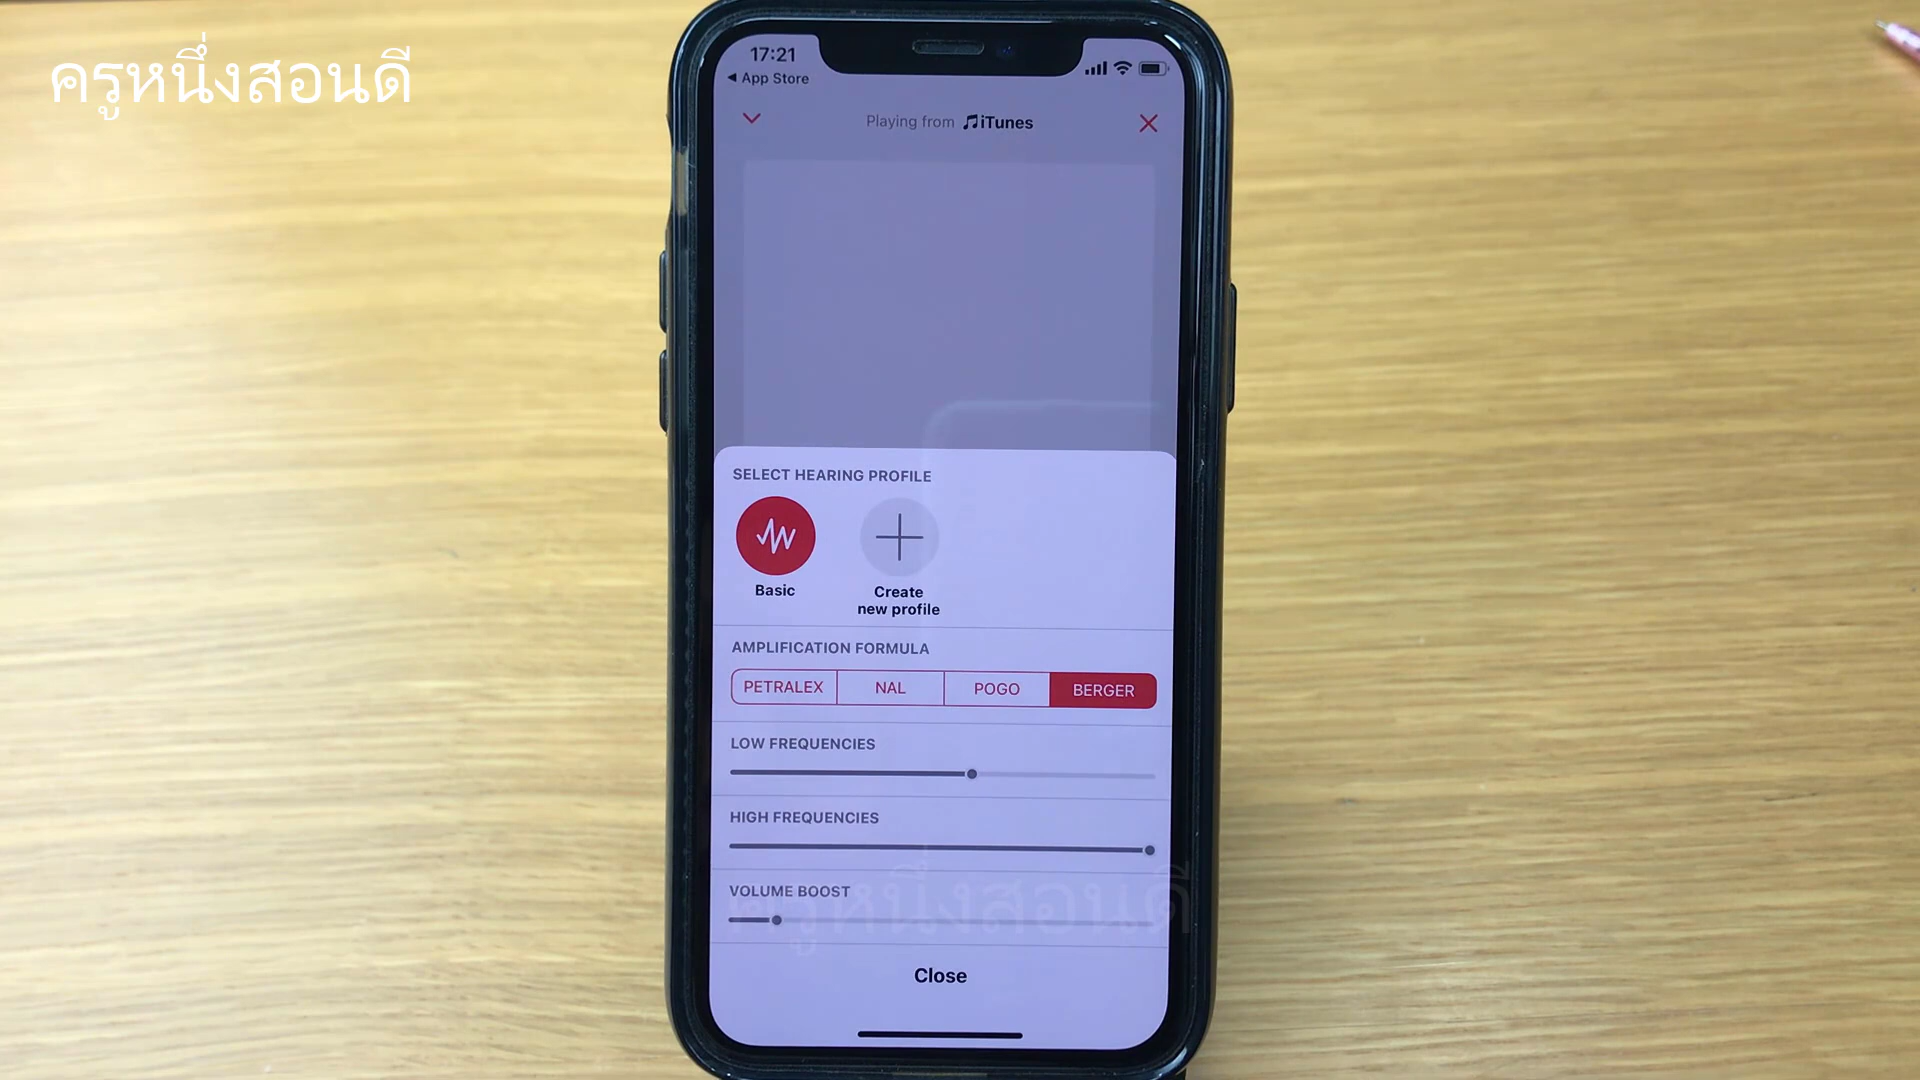 ครูหนึ่งสอนดี
17:21
App Store
Playing from iTunes
SELECT HEARING PROFILE
Basic
Create
new profile
AMPLIFICATION FORMULA
PETRALEX NAL POGO BERGER
LOW FREQUENCIES
HIGH FREQUENCIES
VOLUME BOOST
ครูหนึ่งสอนดี
Close